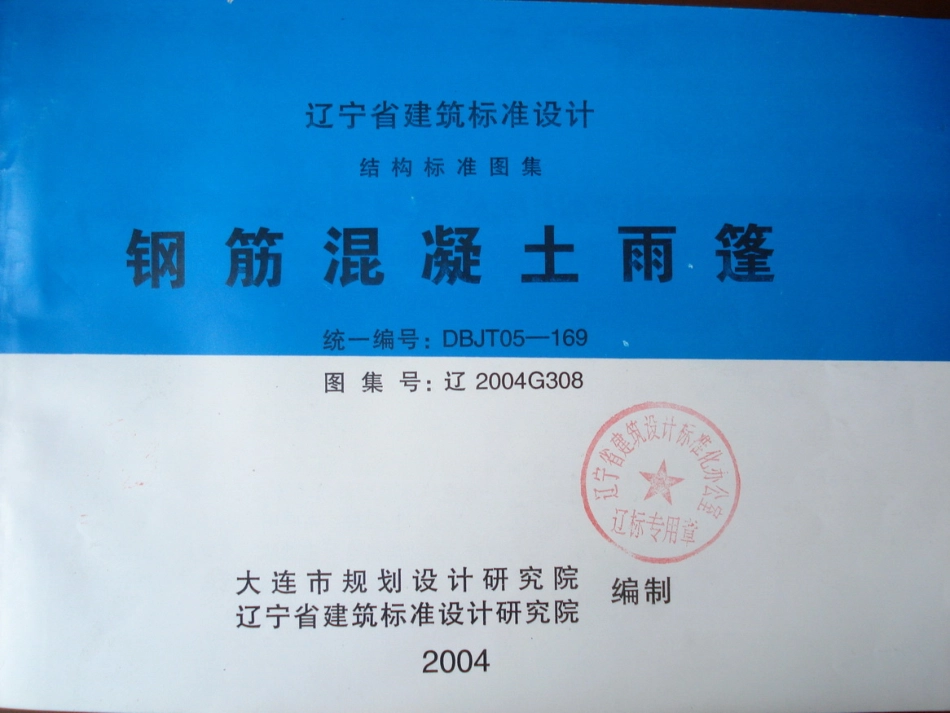 辽宁省建筑标准设计
结构标准图集
钢筋混凝土雨篷
统一编号：DBJT05—169
图集号：辽 2004G308
辽宁省建筑设计标准化办公室
辽标专用章
大连市规划设计研究院
辽宁省建筑标准设计研究院
编制
2004